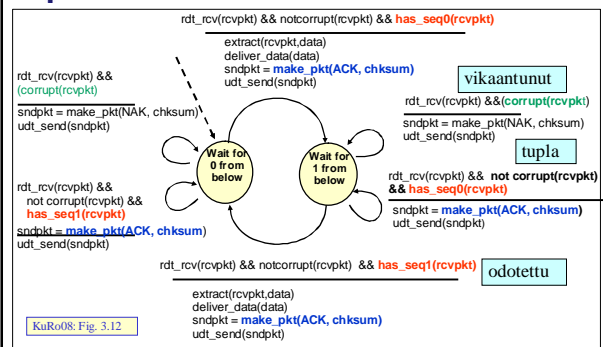 rdt_rcv(rcvpkt) && notcorrupt(rcvpkt) && has_seq0(rcvpkt)
extract(rcvpkt,data)
deliver_data(data)
sndpkt = make_pkt(ACK, chksum)
udt_send(sndpkt)
rdt_rcv(rcvpkt) &&
(corrupt(rcvpkt)
sndpkt = make_pkt(NAK, chksum)
udt_send(sndpkt)
vikaantunut
rdt_rcv(rcvpkt) &&(corrupt(rcvpkt)
sndpkt = make_pkt(NAK, chksum)
udt_send(sndpkt)
tupla
Wait for
0 from
below
Wait for
1 from
below
rdt_rcv(rcvpkt) &&
not corrupt(rcvpkt) &&
has_seq1(rcvpkt)
sndpkt = make_pkt(ACK, chksum)
udt_send(sndpkt)
rdt_rcv(rcvpkt) && not corrupt(rcvpkt)
&& has_seq0(rcvpkt)
sndpkt = make_pkt(ACK, chksum)
udt_send(sndpkt)
rdt_rcv(rcvpkt) && notcorrupt(rcvpkt) && has_seq1(rcvpkt)
odotettu
extract(rcvpkt,data)
deliver_data(data)
sndpkt = make_pkt(ACK, chksum)
udt_send(sndpkt)
KuRo08: Fig. 3.12